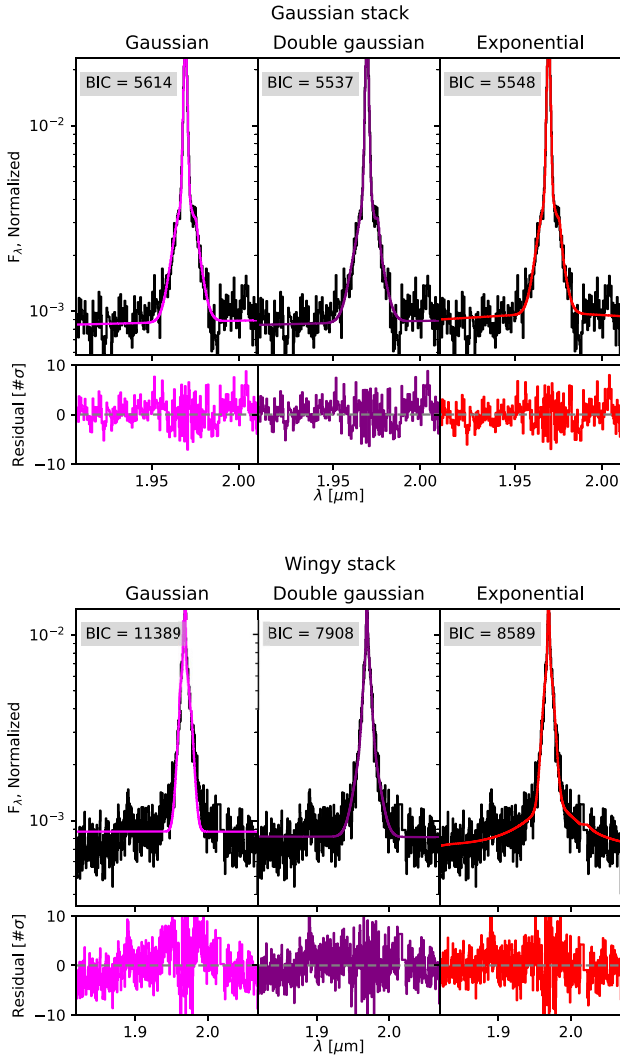 Gaussian stack
Gaussian Double gaussian Exponential
BIC = 5614 BIC = 5537 BIC = 5548
10⁻²
F_λ, Normalized
10⁻³
10
0
−10
Residual [#σ]
1.95 2.00 1.95 2.00 1.95 2.00
λ [μm]
Wingy stack
Gaussian Double gaussian Exponential
BIC = 11389 BIC = 7908 BIC = 8589
10⁻²
F_λ, Normalized
10⁻³
10
0
−10
Residual [#σ]
1.9 2.0 1.9 2.0 1.9 2.0
λ [μm]